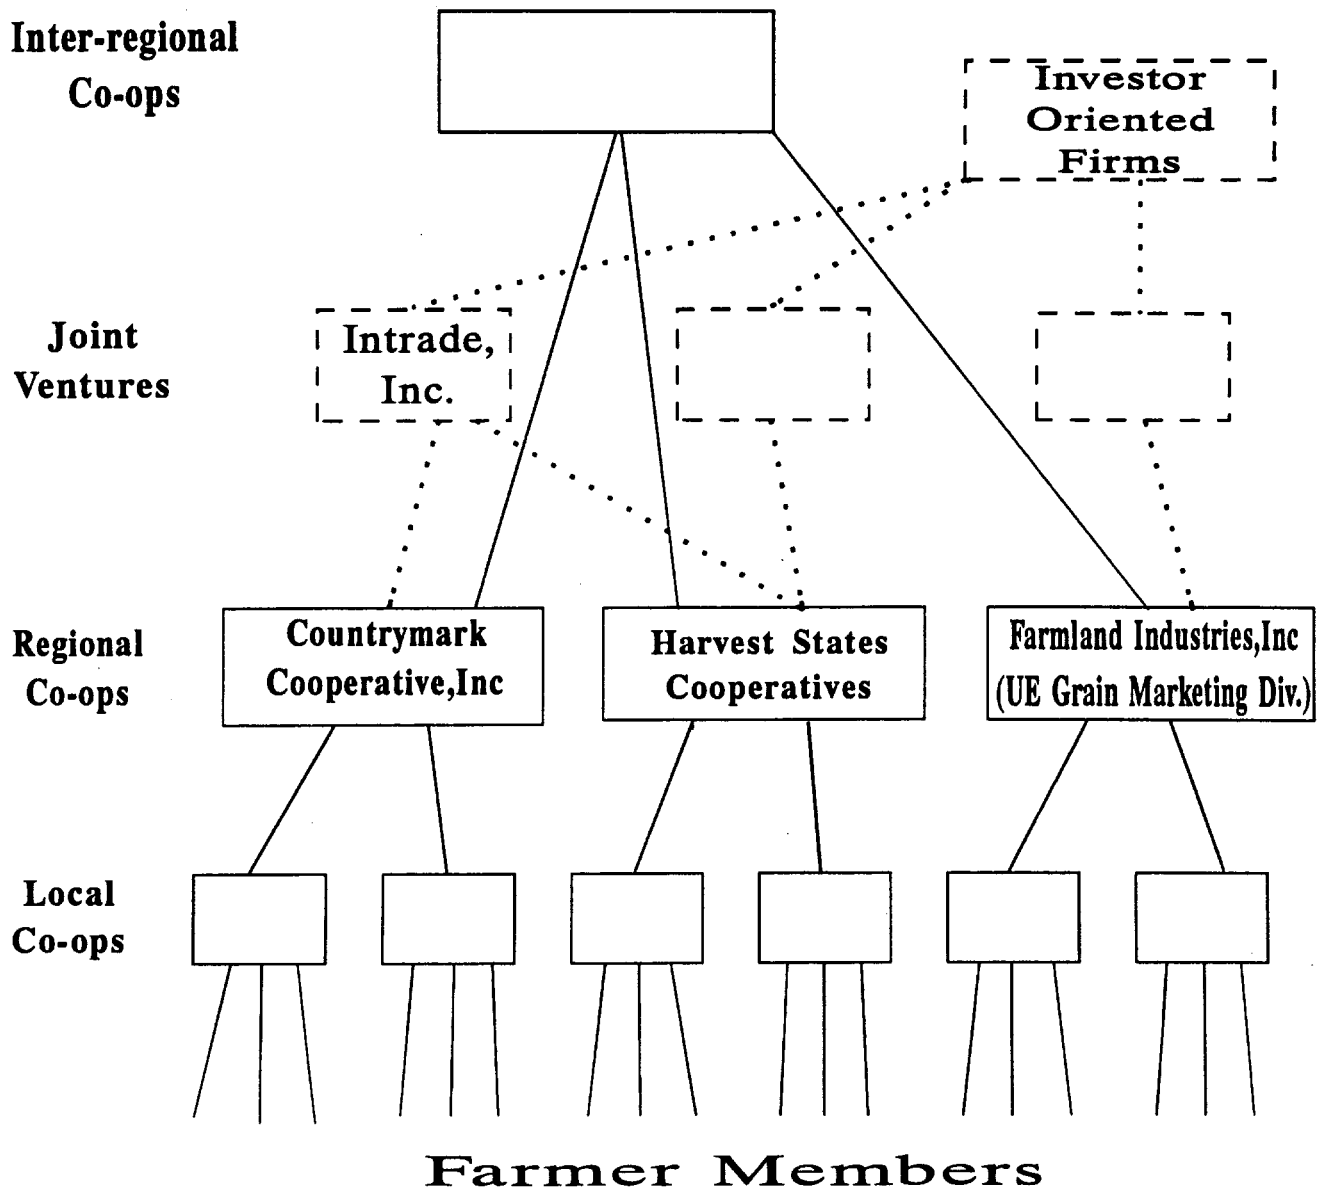 Inter-regional
Co-ops
Investor
Oriented
Firms
Joint
Ventures
Intrade,
Inc.
Regional
Co-ops
Countrymark
Cooperative,Inc
Harvest States
Cooperatives
Farmland Industries,Inc
(UE Grain Marketing Div.)
Local
Co-ops
Farmer Members